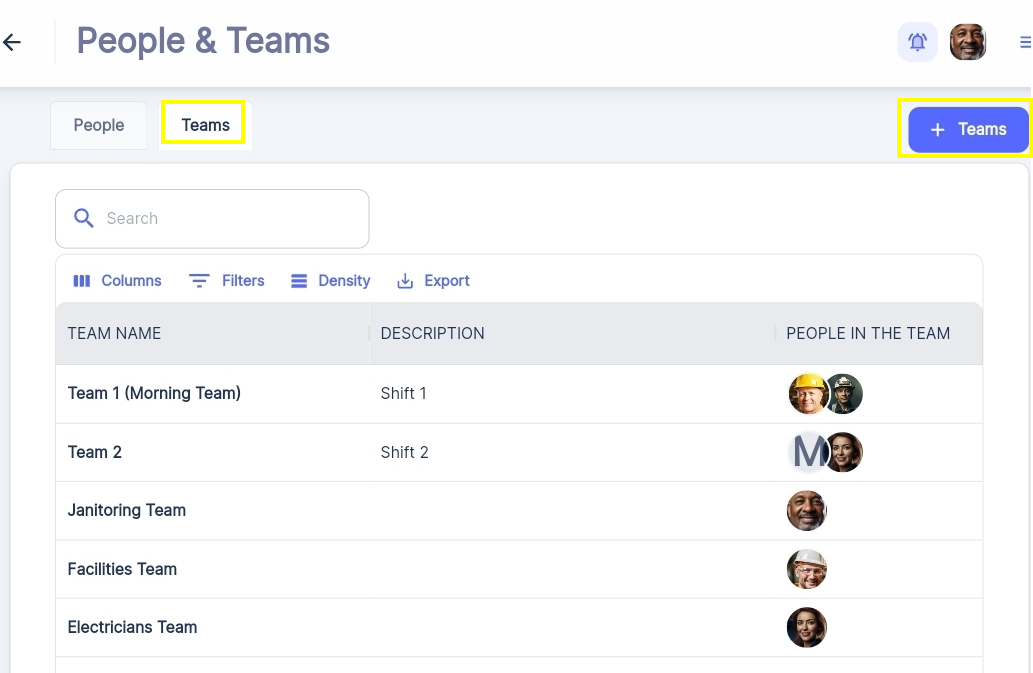 People & Teams
People
Teams
+ Teams
Search
Columns
Filters
Density
Export
TEAM NAME
DESCRIPTION
PEOPLE IN THE TEAM
Team 1 (Morning Team)
Shift 1
Team 2
Shift 2
M
Janitoring Team
Facilities Team
Electricians Team